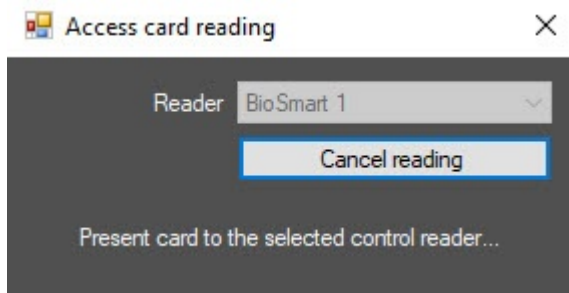 Access card reading
Reader BioSmart 1
Cancel reading
Present card to the selected control reader...